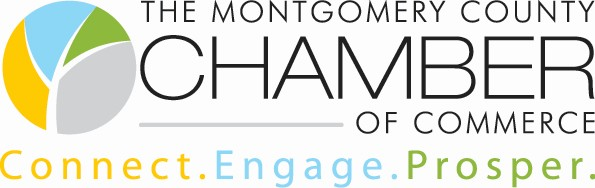 THE MONTGOMERY COUNTY
CHAMBER
OF COMMERCE
Connect.Engage.Prosper.